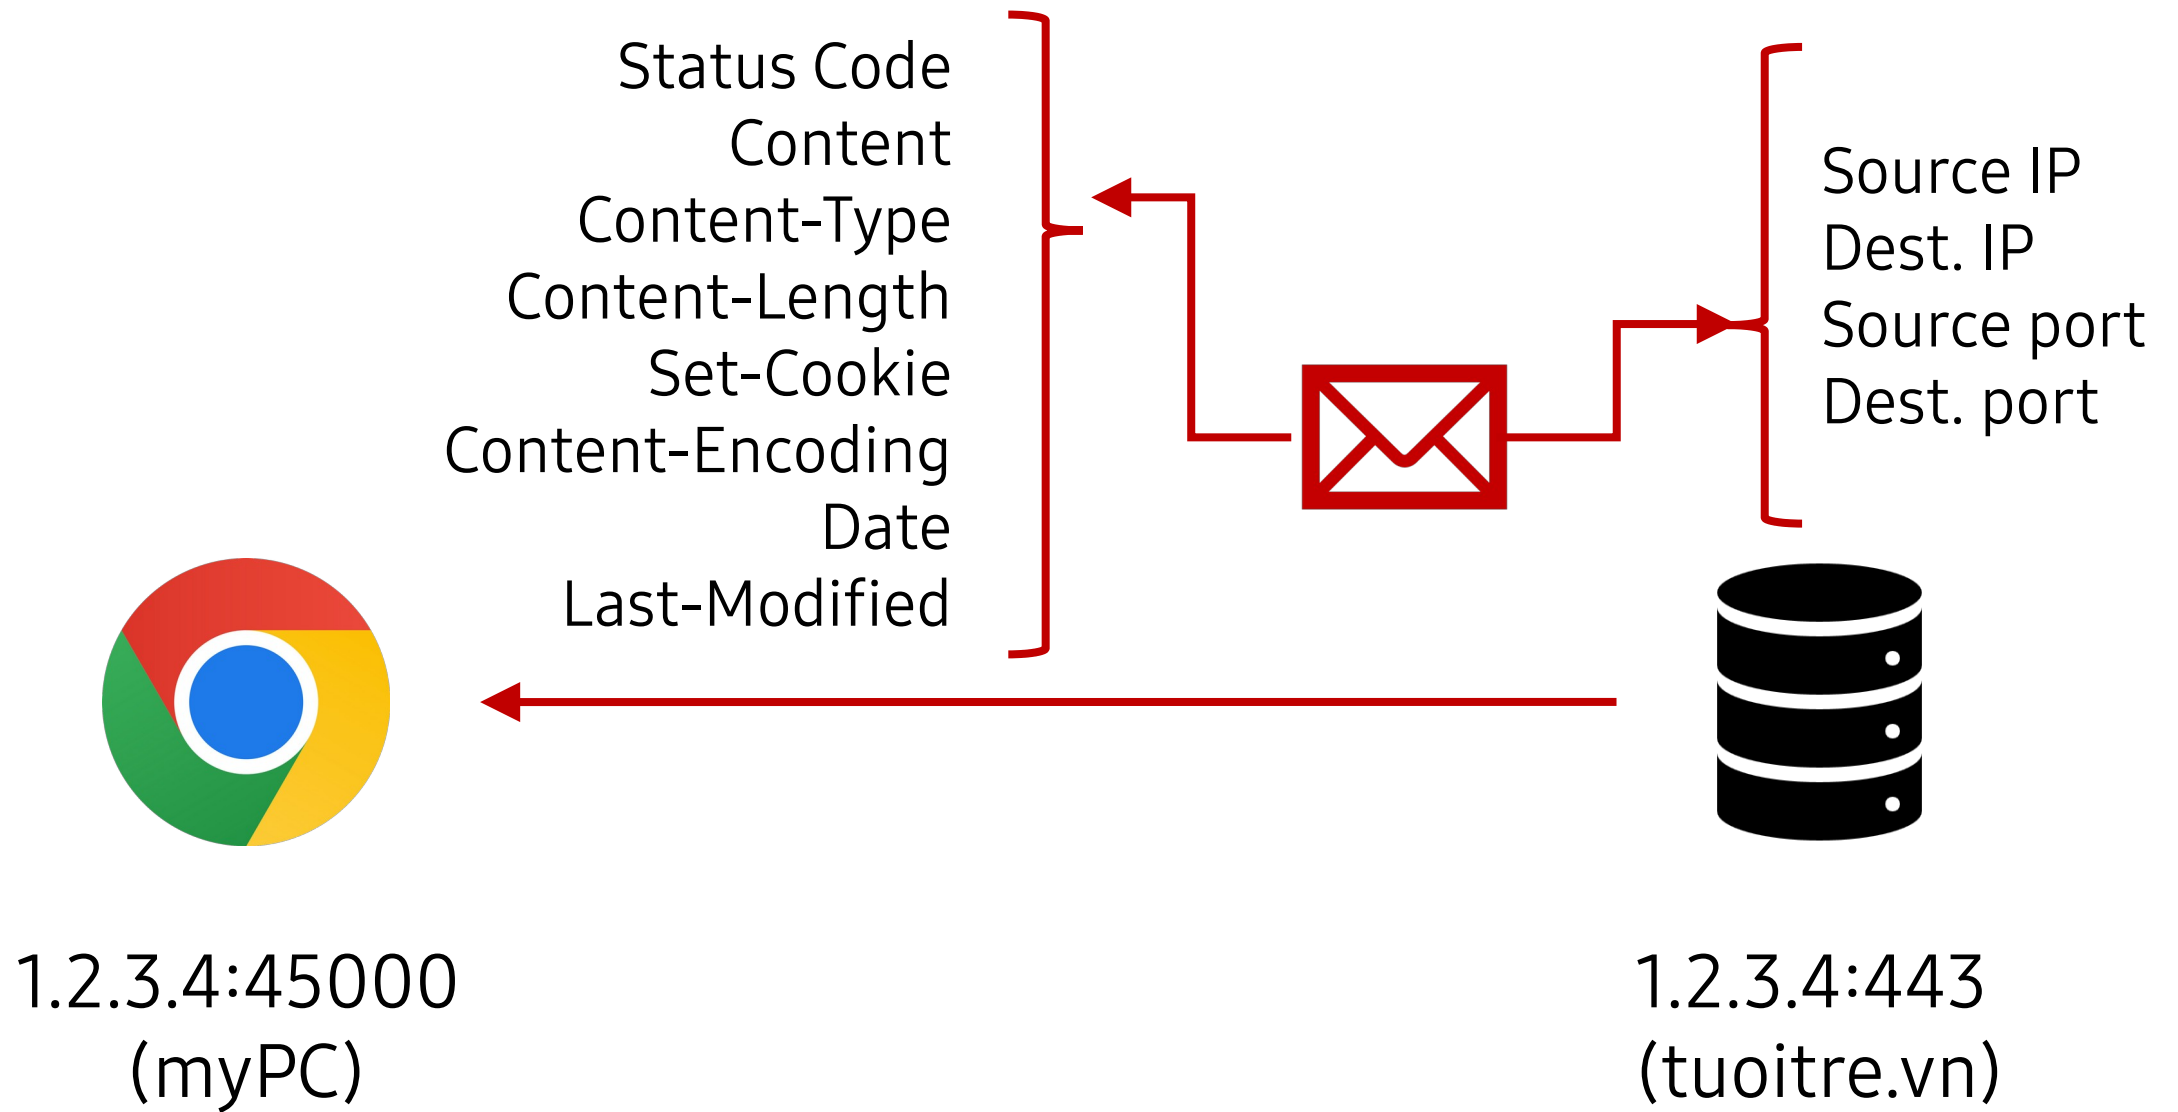 Status Code
Content
Content-Type
Content-Length
Set-Cookie
Content-Encoding
Date
Last-Modified
Source IP
Dest. IP
Source port
Dest. port
1.2.3.4:45000
(myPC)
1.2.3.4:443
(tuoitre.vn)